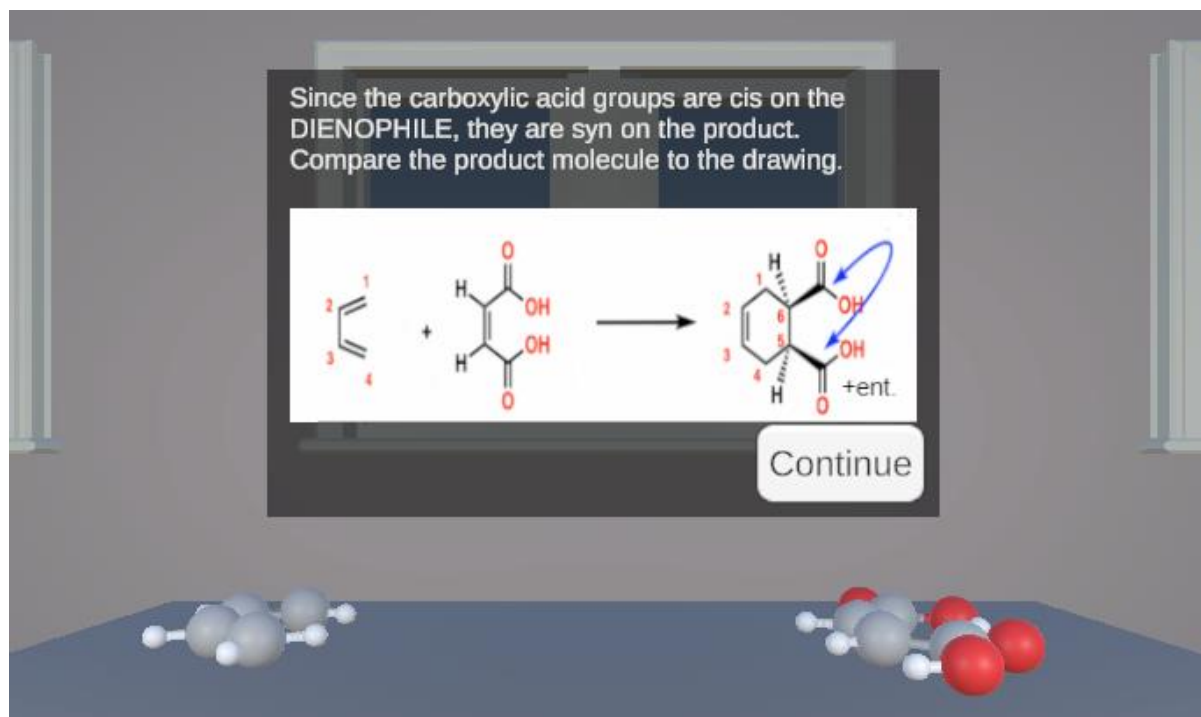 Since the carboxylic acid groups are cis on the
DIENOPHILE, they are syn on the product.
Compare the product molecule to the drawing.
1
2
3
4
+
H
H
O
OH
OH
O
H
1
2
3
4
5
6
H
O
OH
OH
O
+ent.
Continue